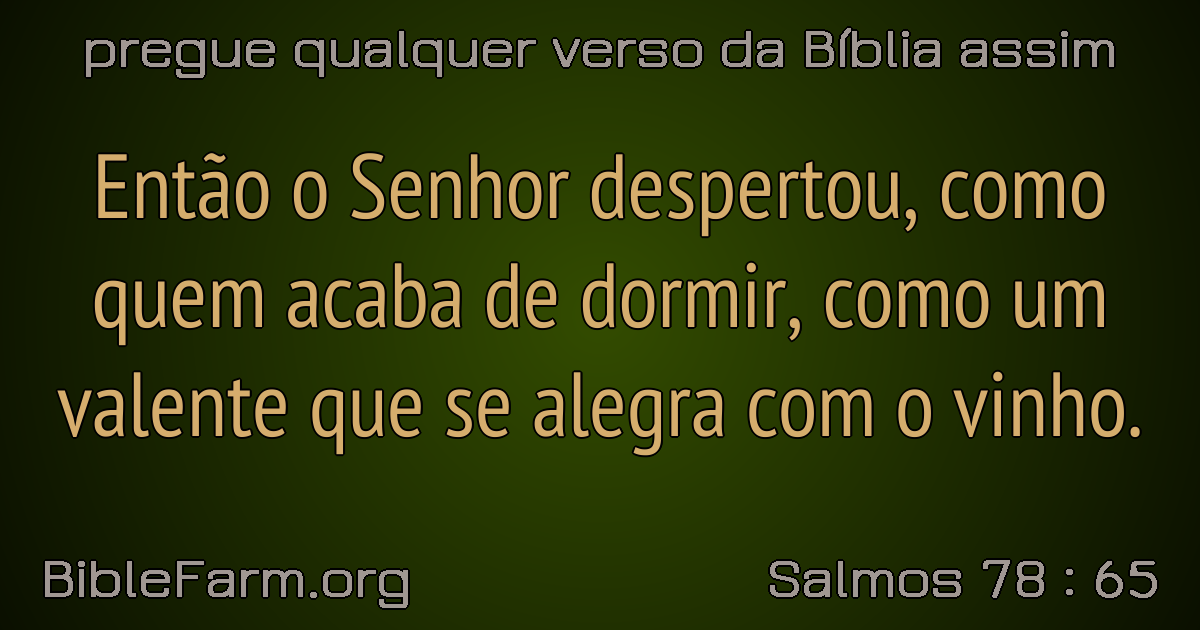 pregue qualquer verso da Bíblia assim
Então o Senhor despertou, como
quem acaba de dormir, como um
valente que se alegra com o vinho.
BibleFarm.org
Salmos 78 : 65